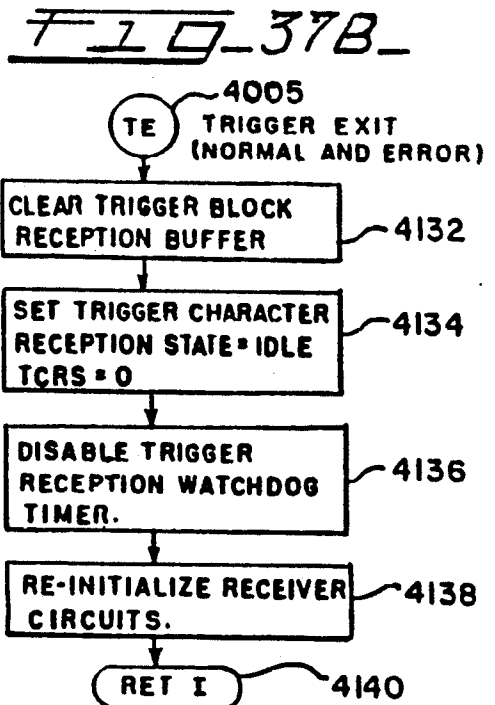 FIG_37B_
4005
TE
TRIGGER EXIT
(NORMAL AND ERROR)
CLEAR TRIGGER BLOCK
RECEPTION BUFFER
4132
SET TRIGGER CHARACTER
RECEPTION STATE=IDLE
TCRS=0
4134
DISABLE TRIGGER
RECEPTION WATCHDOG
TIMER.
4136
RE-INITIALIZE RECEIVER
CIRCUITS.
4138
RET I
4140